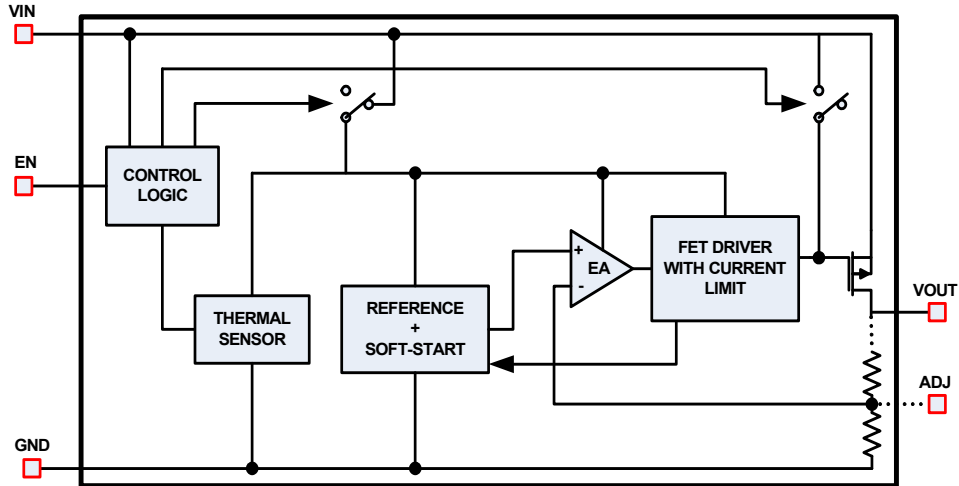 VIN
EN
CONTROL
LOGIC
+
EA
-
FET DRIVER
WITH CURRENT
LIMIT
THERMAL
SENSOR
REFERENCE
+
SOFT-START
VOUT
ADJ
GND